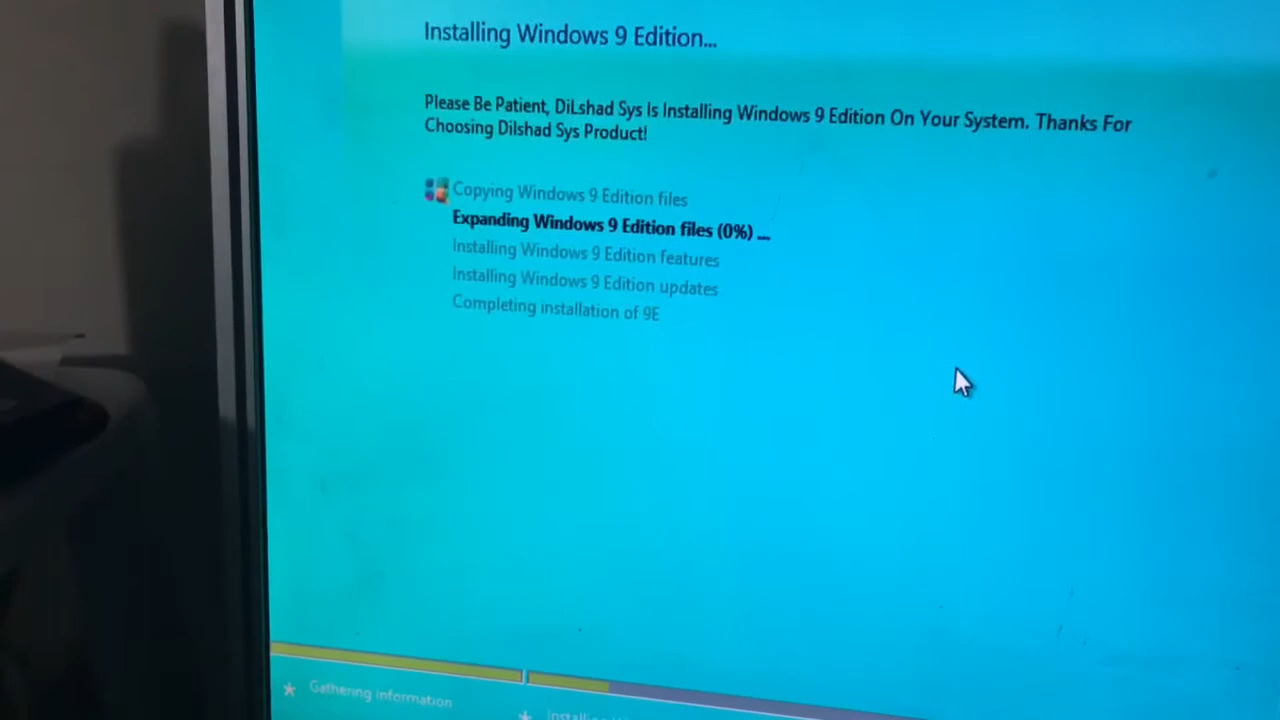 Installing Windows 9 Edition...
Please Be Patient, DiLshad Sys Is Installing Windows 9 Edition On Your System. Thanks For
Choosing Dilshad Sys Product!
Copying Windows 9 Edition files
Expanding Windows 9 Edition files (0%) ...
Installing Windows 9 Edition features
Installing Windows 9 Edition updates
Completing installation of 9E
Gathering information